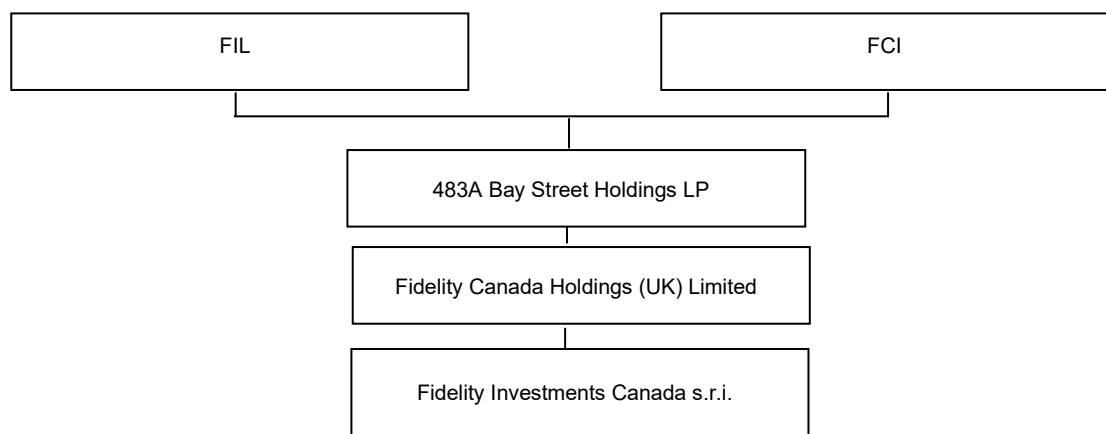 FIL
FCI
483A Bay Street Holdings LP
Fidelity Canada Holdings (UK) Limited
Fidelity Investments Canada s.r.i.